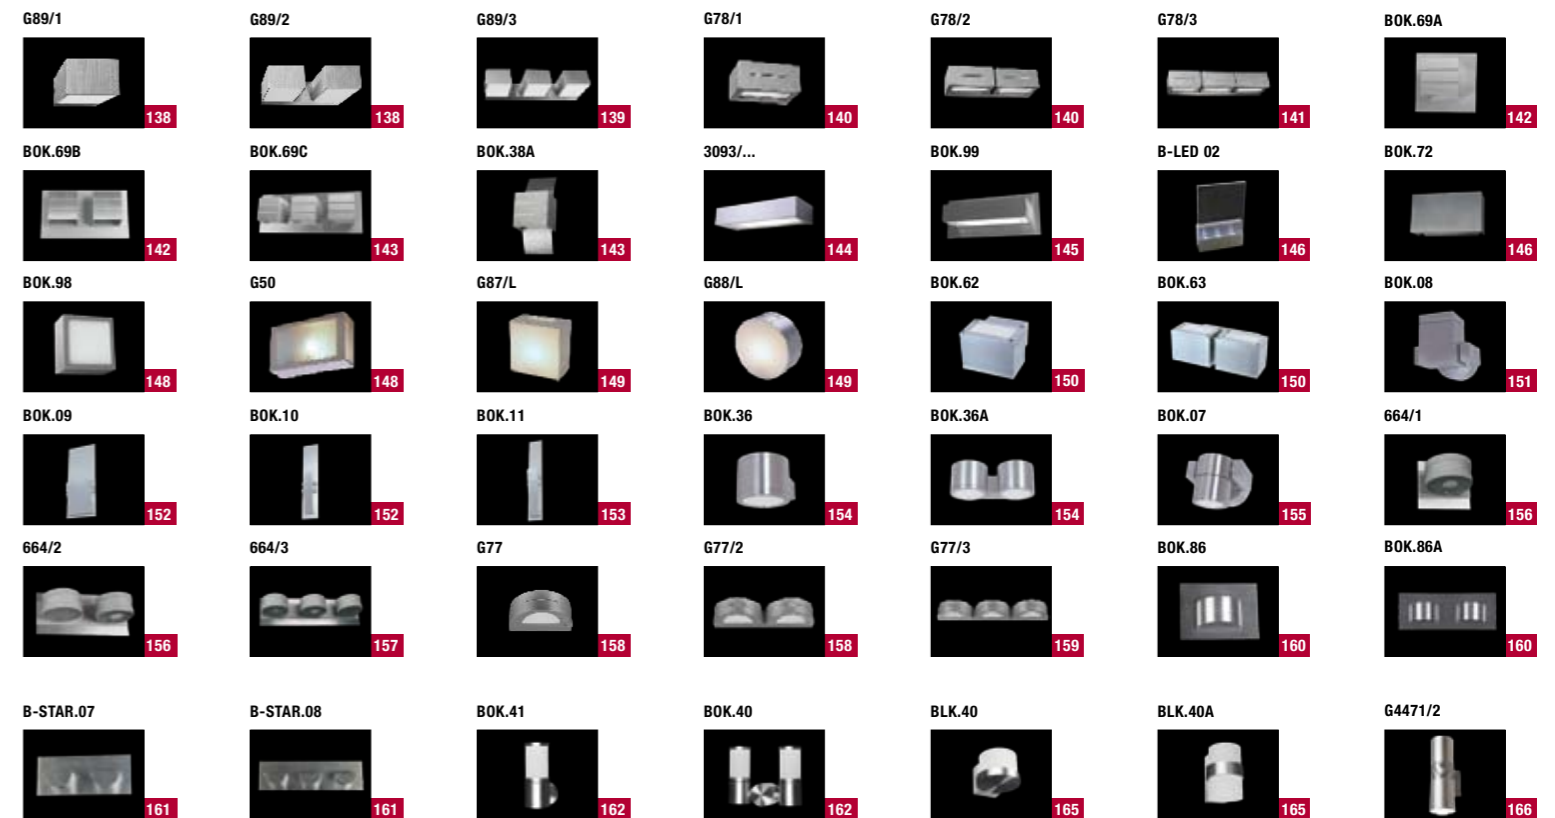 G89/1 G89/2 G89/3 G78/1 G78/2 G78/3 BOK.69A
138 138 139 140 140 141 142
BOK.69B BOK.69C BOK.38A 3093/... BOK.99 B-LED 02 BOK.72
142 143 143 144 145 146 146
BOK.98 G50 G87/L G88/L BOK.62 BOK.63 BOK.08
148 148 149 149 150 150 151
BOK.09 BOK.10 BOK.11 BOK.36 BOK.36A BOK.07 664/1
152 152 153 154 154 155 156
664/2 664/3 G77 G77/2 G77/3 BOK.86 BOK.86A
156 157 158 158 159 160 160
B-STAR.07 B-STAR.08 BOK.41 BOK.40 BLK.40 BLK.40A G4471/2
161 161 162 162 165 165 166